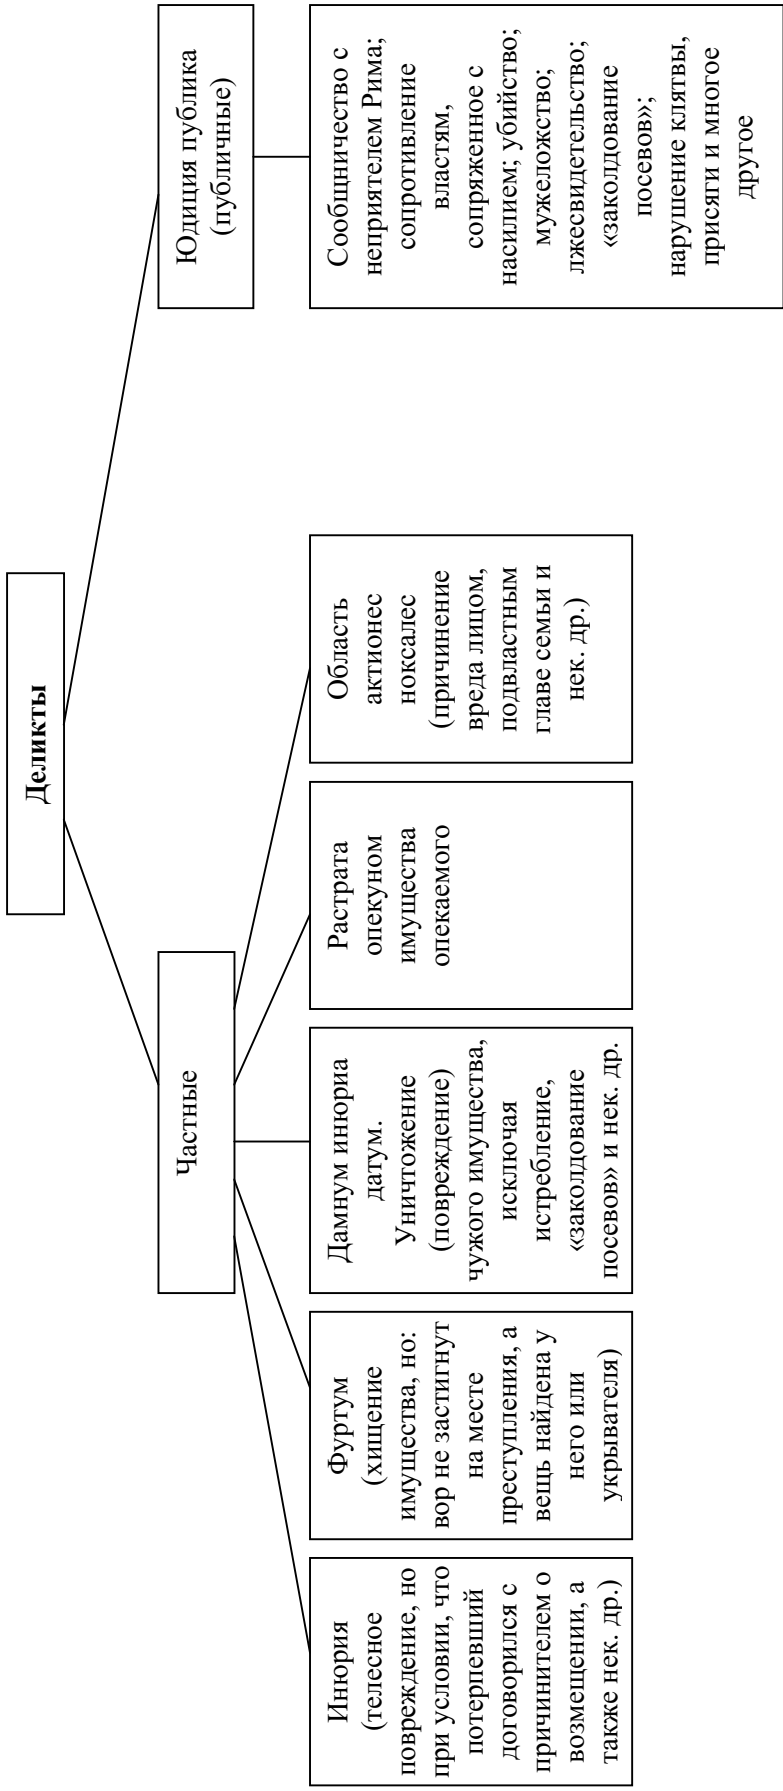 Деликты
Частные
Юдиция публика
(публичные)
Инюрия
(телесное
повреждение, но
при условии, что
потерпевший
договорился с
причинителем о
возмещении, а
также нек. др.)
Фуртум
(хищение
имущества, но:
вор не застигнут
на месте
преступления, а
вещь найдена у
него или
укрывателя)
Дамнум инюриа
датум.
Уничтожение
(повреждение)
чужого имущества,
исключая
истребление,
«заколдование
посевов» и нек. др.
Растрата
опекуном
имущества
опекаемого
Область
актионес
ноксалес
(причинение
вреда лицом,
подвластным
главе семьи и
нек. др.)
Сообщничество с
неприятелем Рима;
сопротивление
властям,
сопряженное с
насилием; убийство;
мужеложство;
лжесвидетельство;
«заколдование
посевов»;
нарушение клятвы,
присяги и многое
другое